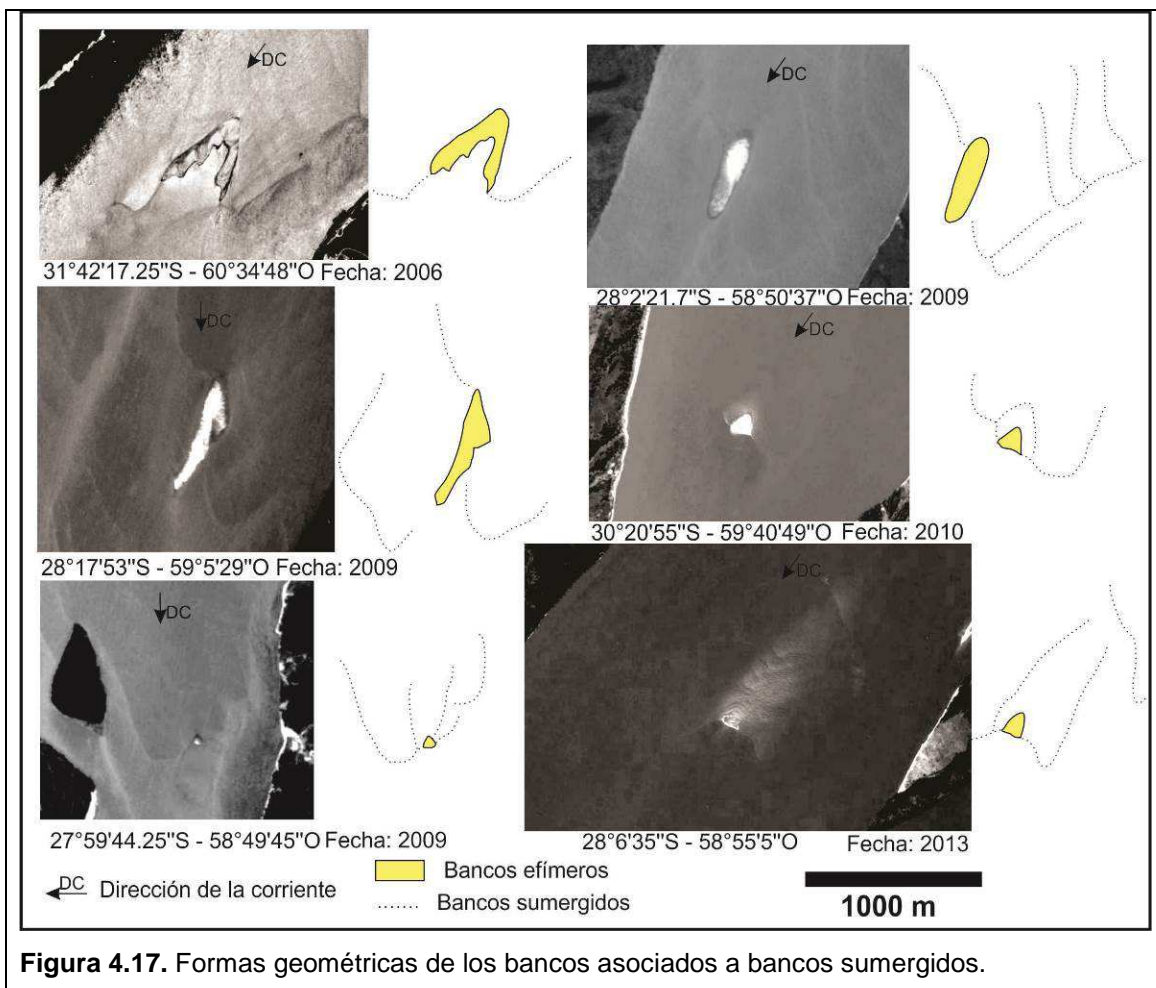 DC
DC
31°42'17.25"S - 60°34'48"O Fecha: 2006
28°2'21.7"S - 58°50'37"O Fecha: 2009
DC
DC
28°17'53"S - 59°5'29"O Fecha: 2009
30°20'55"S - 59°40'49"O Fecha: 2010
DC
DC
27°59'44.25"S - 58°49'45"O Fecha: 2009
28°6'35"S - 58°55'5"O Fecha: 2013
DC Dirección de la corriente
Bancos efímeros
Bancos sumergidos
1000 m
Figura 4.17. Formas geométricas de los bancos asociados a bancos sumergidos.